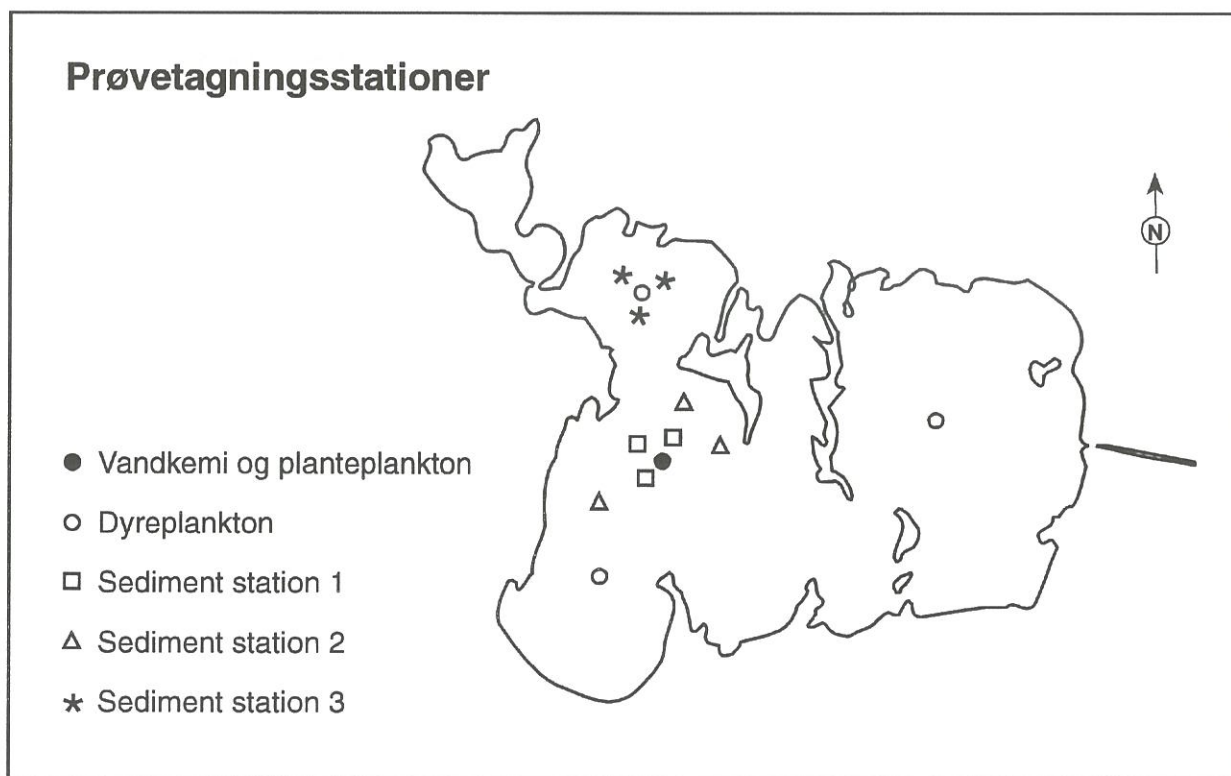 Prøvetagningsstationer
N
Vandkemi og planteplankton
Dyreplankton
Sediment station 1
Sediment station 2
Sediment station 3